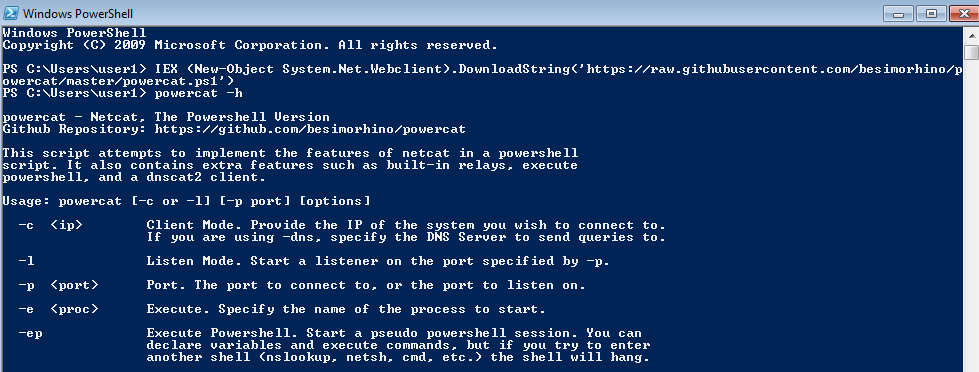 Windows PowerShell
Windows PowerShell
Copyright (C) 2009 Microsoft Corporation. All rights reserved.
PS C:\Users\user1> IEX (New-Object System.Net.Webclient).DownloadString('https://raw.githubusercontent.com/besimorhino/p
owercat/master/powercat.ps1')
PS C:\Users\user1> powercat -h
powercat - Netcat, The Powershell Version
Github Repository: https://github.com/besimorhino/powercat
This script attempts to implement the features of netcat in a powershell
script. It also contains extra features such as built-in relays, execute
powershell, and a dnscat2 client.
Usage: powercat [-c or -l] [-p port] [options]
-c <ip> Client Mode. Provide the IP of the system you wish to connect to.
If you are using -dns, specify the DNS Server to send queries to.
-l Listen Mode. Start a listener on the port specified by -p.
-p <port> Port. The port to connect to, or the port to listen on.
-e <proc> Execute. Specify the name of the process to start.
-ep Execute Powershell. Start a pseudo powershell session. You can
declare variables and execute commands, but if you try to enter
another shell (nslookup, netsh, cmd, etc.) the shell will hang.